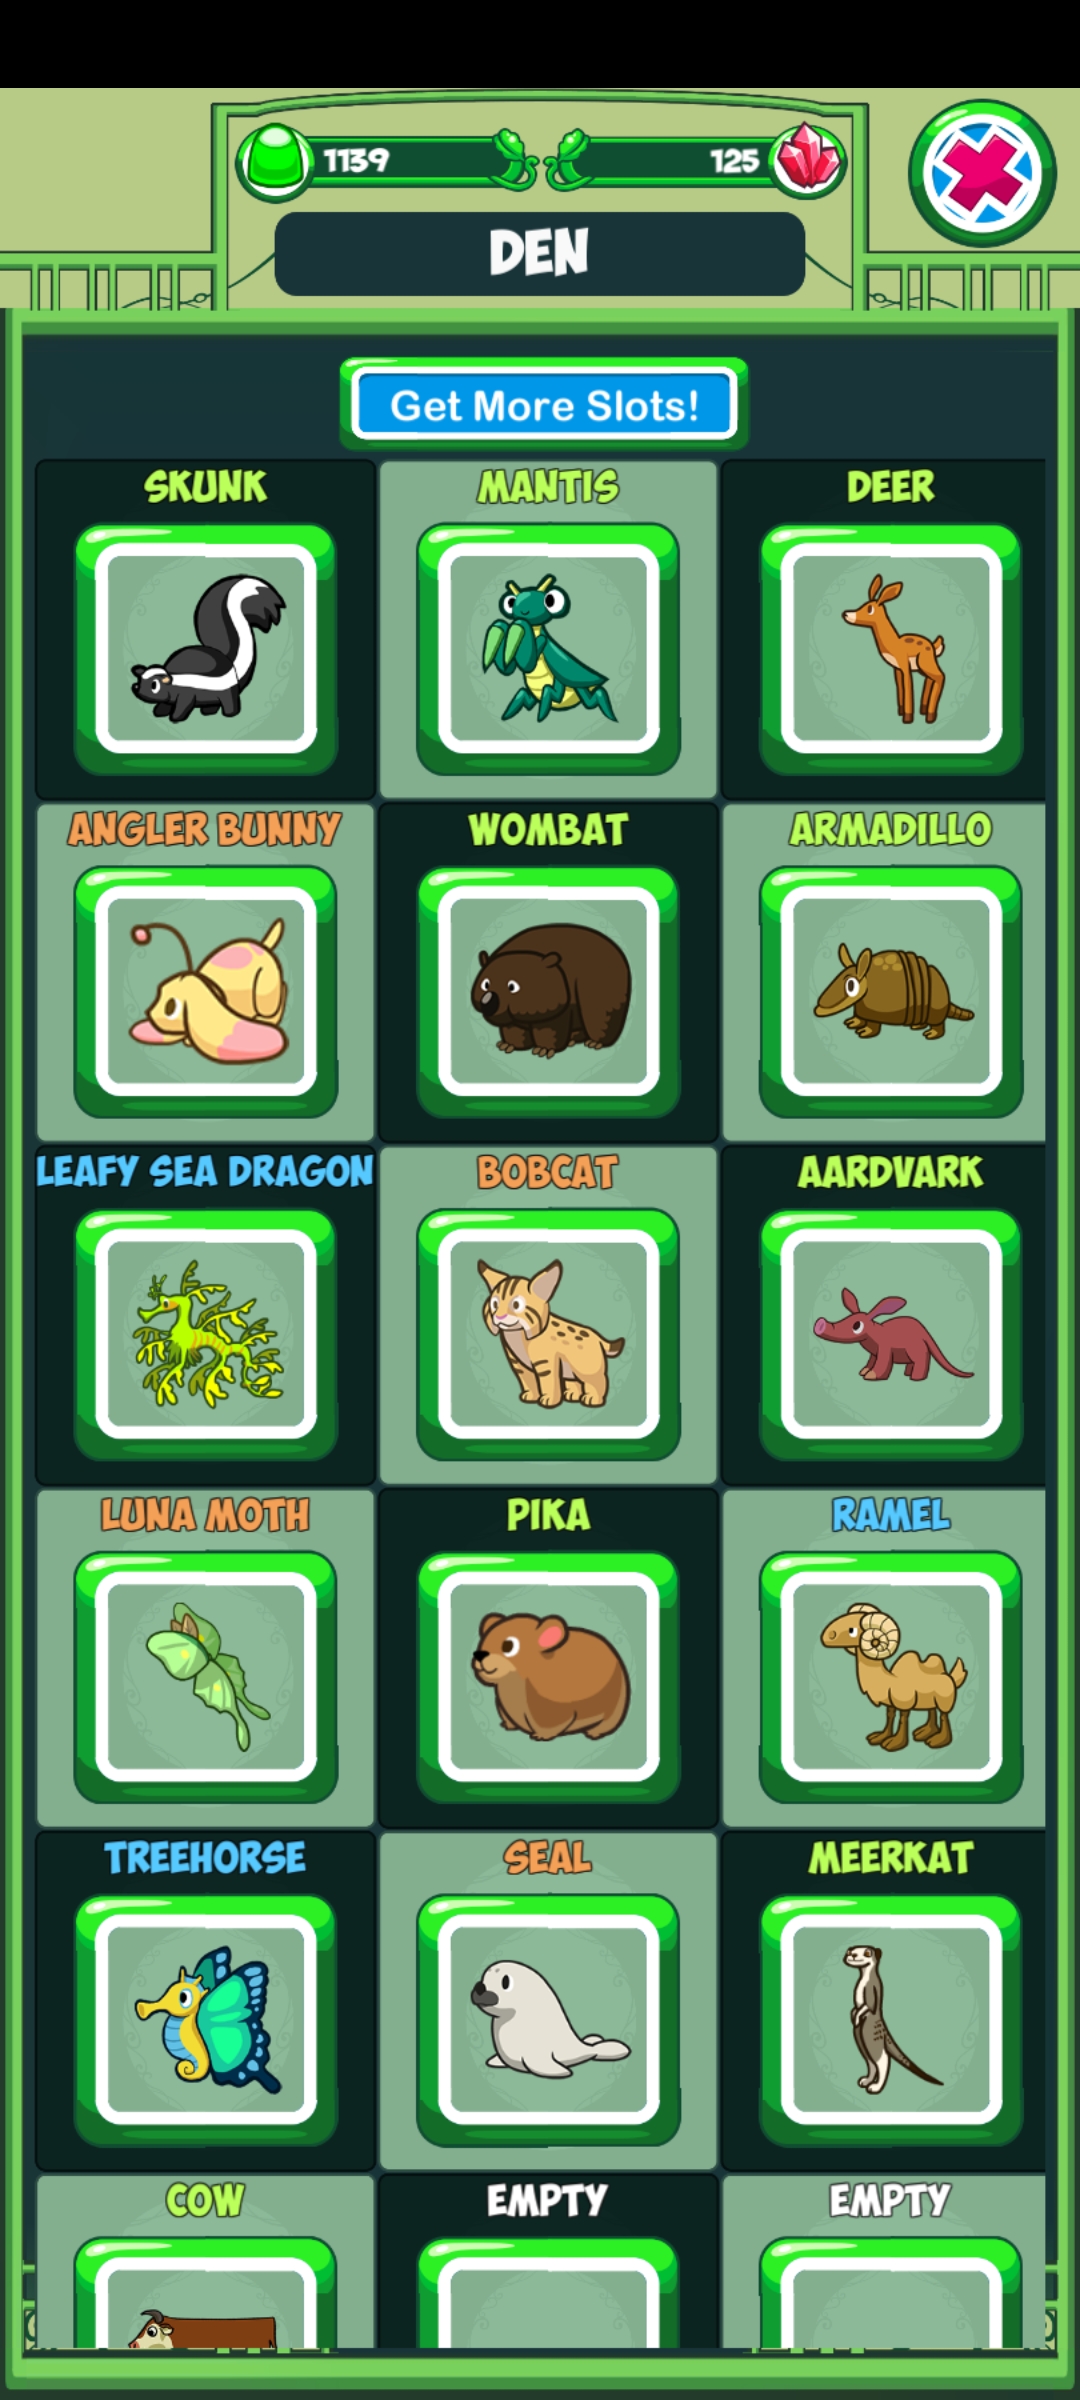 1139
125
DEN
Get More Slots!
SKUNK
MANTIS
DEER
ANGLER BUNNY
WOMBAT
ARMADILLO
LEAFY SEA DRAGON
BOBCAT
AARDVARK
LUNA MOTH
PIKA
RAMEL
TREEHORSE
SEAL
MEERKAT
COW
EMPTY
EMPTY